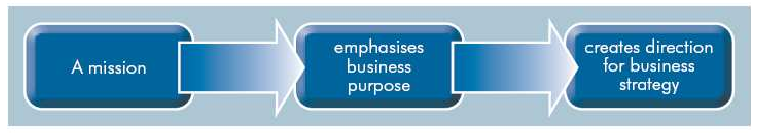 A mission
emphasises
business
purpose
creates direction
for business
strategy